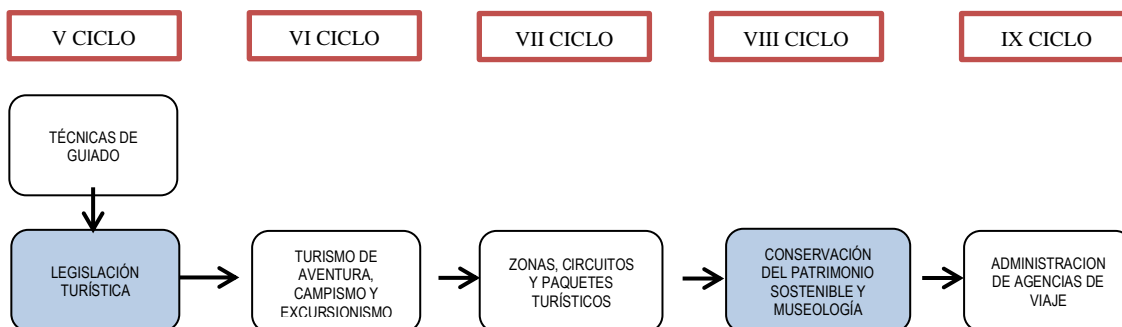 V CICLO
VI CICLO
VII CICLO
VIII CICLO
IX CICLO
TÉCNICAS DE
GUIADO
LEGISLACIÓN
TURÍSTICA
TURISMO DE
AVENTURA,
CAMPISMO Y
EXCURSIONISMO
ZONAS, CIRCUITOS
Y PAQUETES
TURÍSTICOS
CONSERVACIÓN
DEL PATRIMONIO
SOSTENIBLE Y
MUSEOLOGÍA
ADMINISTRACION
DE AGENCIAS DE
VIAJE